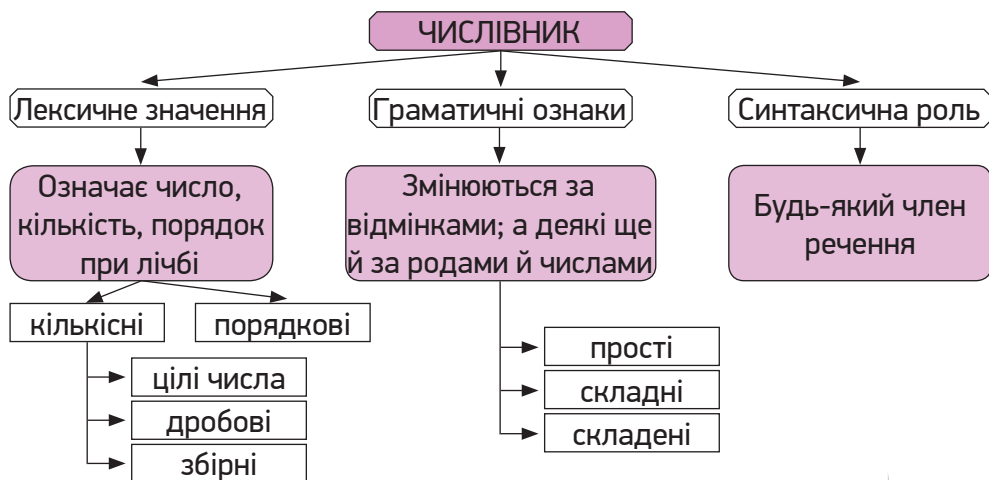 ЧИСЛІВНИК
Лексичне значення
Граматичні ознаки
Синтаксична роль
Означає число,
кількість, порядок
при лічбі
Змінюються за
відмінками; а деякі ще
й за родами й числами
Будь-який член
речення
кількісні
порядкові
цілі числа
дробові
збірні
прості
складні
складені